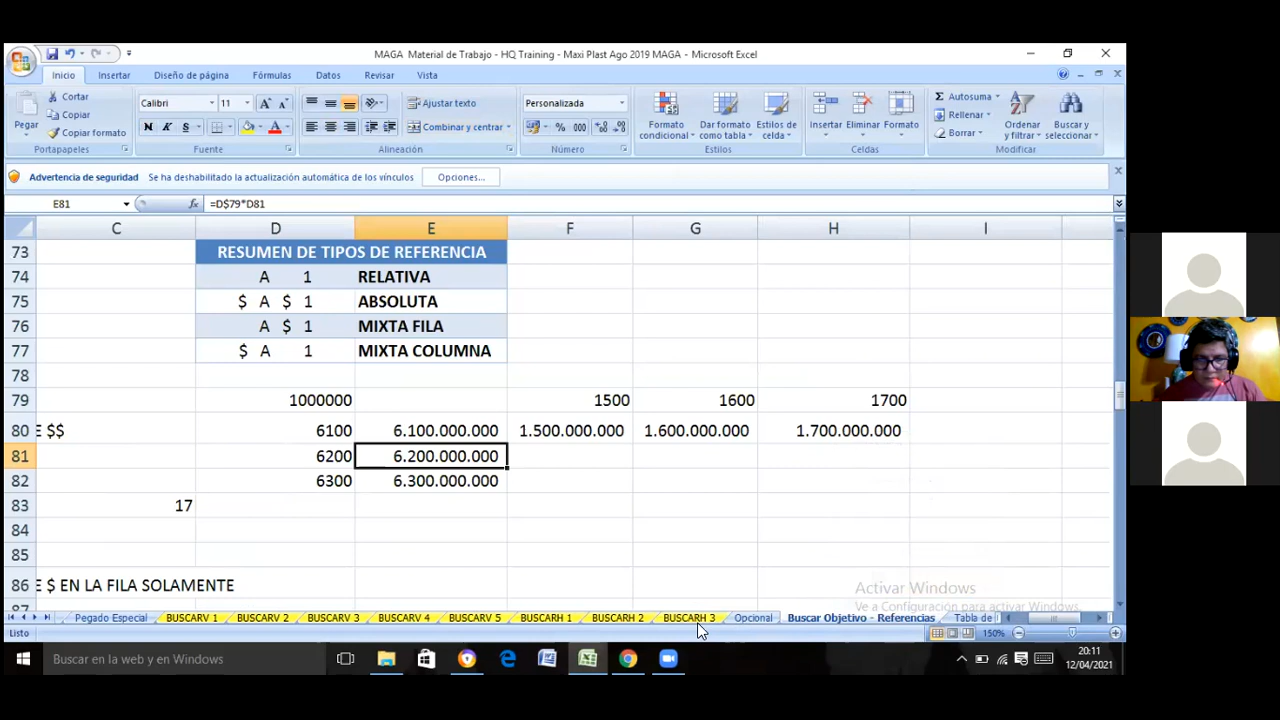 MAGA Material de Trabajo - HQ Training - Maxi Plast Ago 2019 MAGA - Microsoft Excel
Inicio Insertar Diseño de página Fórmulas Datos Revisar Vista
Pegar
Cortar
Copiar
Copiar formato
Portapapeles
Calibri 11
N K S
Fuente
Ajustar texto
Combinar y centrar
Alineación
Personalizada
% 000
Número
Formato condicional
Dar formato como tabla
Estilos de celda
Estilos
Insertar Eliminar Formato
Celdas
Autosuma
Rellenar
Borrar
Ordenar y filtrar
Buscar y seleccionar
Modificar
Advertencia de seguridad Se ha deshabilitado la actualización automática de los vínculos Opciones...
E81 fx =D$79*D81
C D E F G H I
73 RESUMEN DE TIPOS DE REFERENCIA
74 A 1 RELATIVA
75 $ A $ 1 ABSOLUTA
76 A $ 1 MIXTA FILA
77 $ A 1 MIXTA COLUMNA
78
79 1000000 1500 1600 1700
80 E $$ 6100 6.100.000.000 1.500.000.000 1.600.000.000 1.700.000.000
81 6200 6.200.000.000
82 6300 6.300.000.000
83 17
84
85
86 E $ EN LA FILA SOLAMENTE
87
Activar Windows
Ve a Configuración para activar Windows.
Pegado Especial BUSCARV 1 BUSCARV 2 BUSCARV 3 BUSCARV 4 BUSCARV 5 BUSCARH 1 BUSCARH 2 BUSCARH 3 Opcional Buscar Objetivo - Referencias Tabla de
Listo 150%
Buscar en la web y en Windows
20:11
12/04/2021